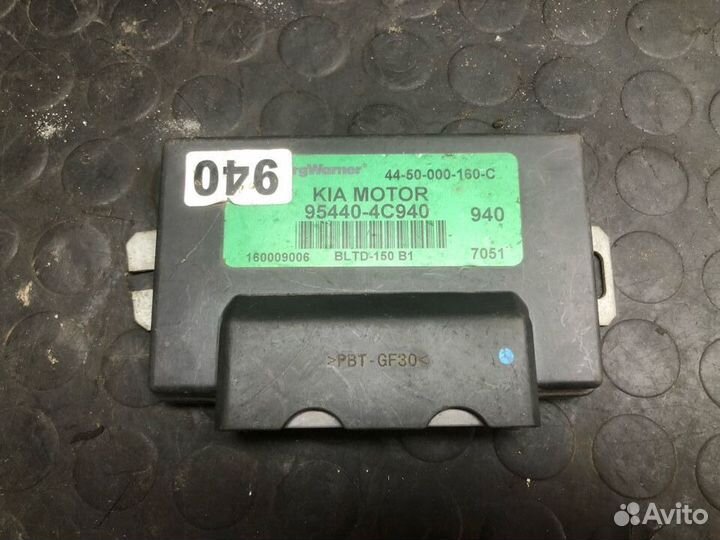 940
rgWarner®
44-50-000-160-C
KIA MOTOR
95440-4C940
940
160009006
BLTD-150 B1
7051
>PBT-GF30<
Avito